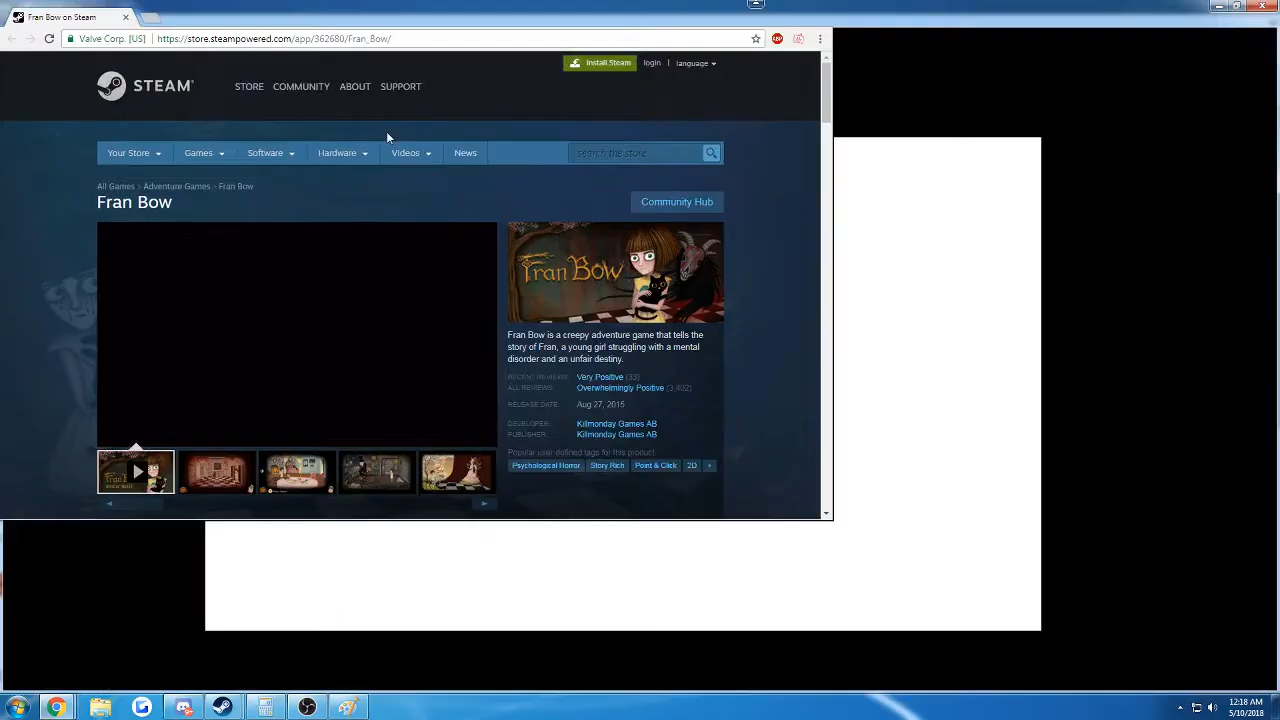 Fran Bow on Steam
Valve Corp. [US] https://store.steampowered.com/app/362680/Fran_Bow/
Install Steam login | language
STEAM®
STORE COMMUNITY ABOUT SUPPORT
Your Store Games Software Hardware Videos News search the store
All Games > Adventure Games > Fran Bow
Fran Bow
Community Hub
Fran Bow
Fran Bow is a creepy adventure game that tells the
story of Fran, a young girl struggling with a mental
disorder and an unfair destiny.
RECENT REVIEWS: Very Positive (33)
ALL REVIEWS: Overwhelmingly Positive (3,402)
RELEASE DATE: Aug 27, 2015
DEVELOPER: Killmonday Games AB
PUBLISHER: Killmonday Games AB
Popular user-defined tags for this product:
Psychological Horror Story Rich Point & Click 2D +
12:18 AM
5/10/2018